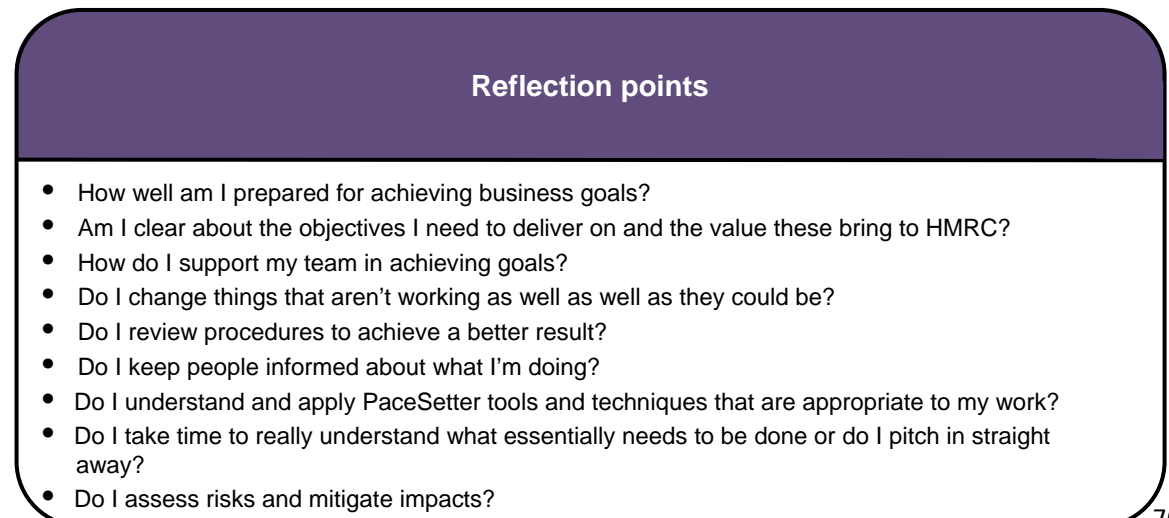 Reflection points
• How well am I prepared for achieving business goals?
• Am I clear about the objectives I need to deliver on and the value these bring to HMRC?
• How do I support my team in achieving goals?
• Do I change things that aren't working as well as well as they could be?
• Do I review procedures to achieve a better result?
• Do I keep people informed about what I'm doing?
• Do I understand and apply PaceSetter tools and techniques that are appropriate to my work?
• Do I take time to really understand what essentially needs to be done or do I pitch in straight
away?
• Do I assess risks and mitigate impacts?